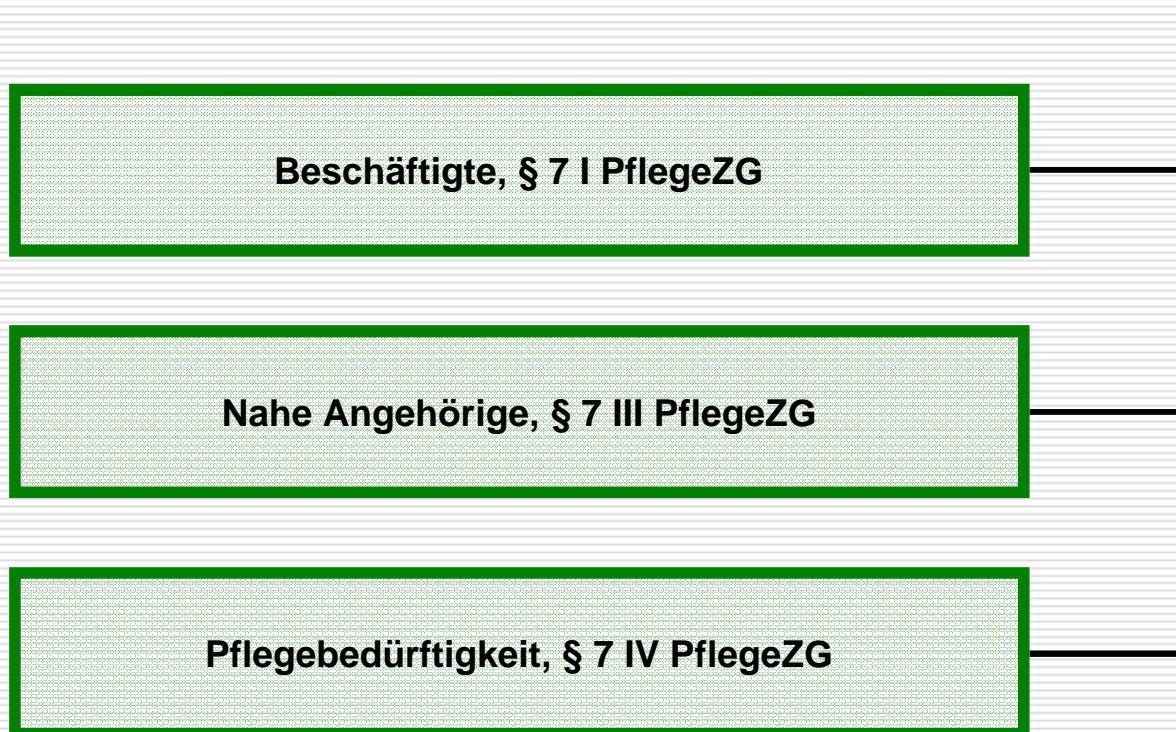 Beschäftigte, § 7 I PflegeZG
Nahe Angehörige, § 7 III PflegeZG
Pflegebedürftigkeit, § 7 IV PflegeZG